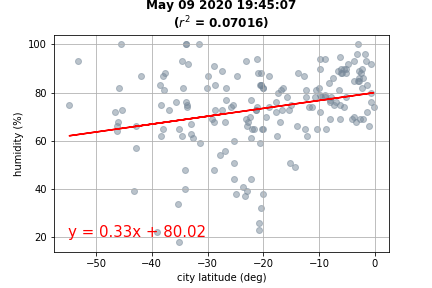 May 09 2020 19:45:07
(r² = 0.07016)
humidity (%)
100
80
60
40
20
y = 0.33x + 80.02
−50 −40 −30 −20 −10 0
city latitude (deg)